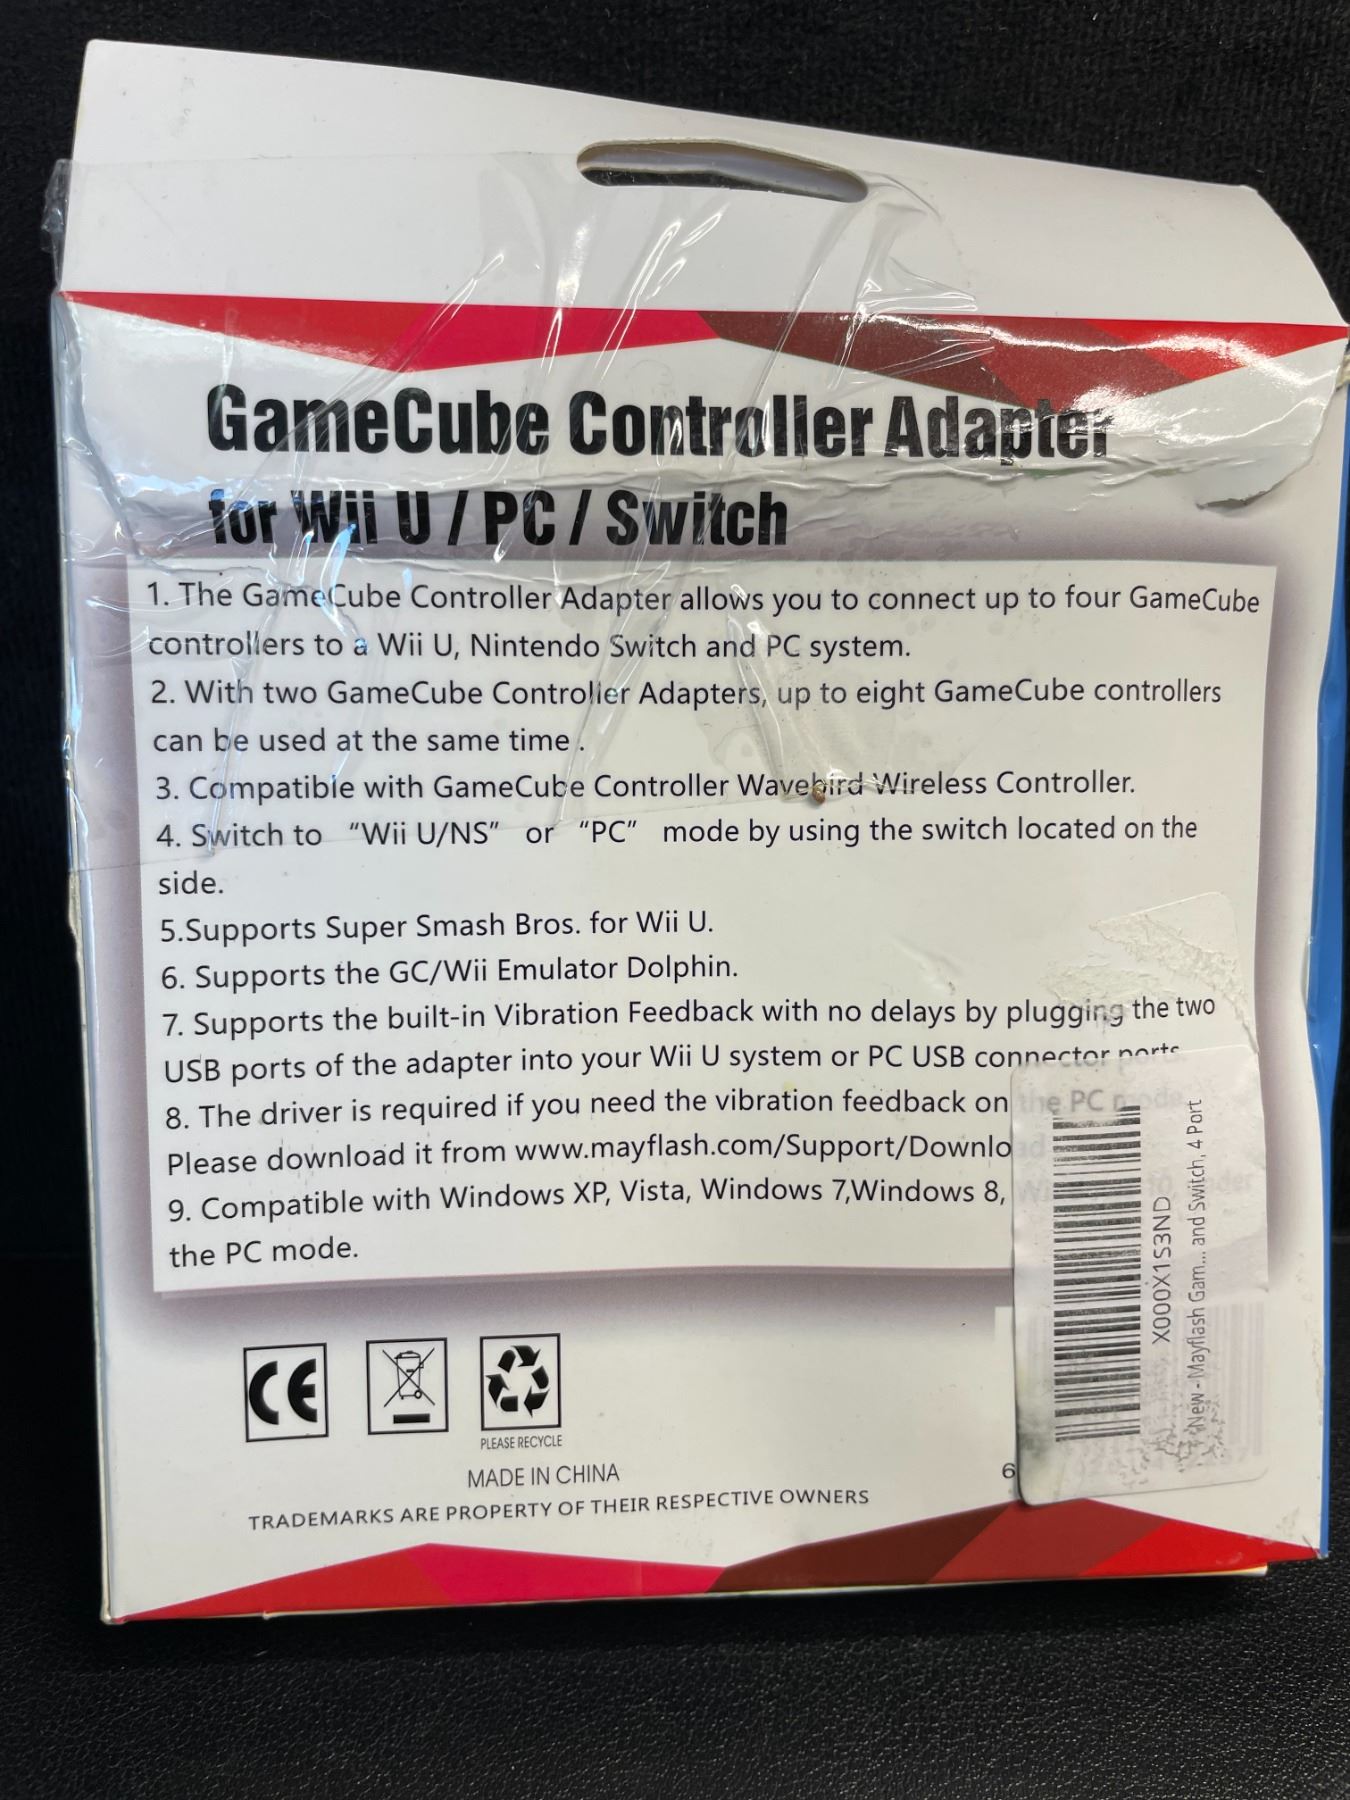 GameCube Controller Adapter
for Wii U / PC / Switch
1. The GameCube Controller Adapter allows you to connect up to four GameCube
controllers to a Wii U, Nintendo Switch and PC system.
2. With two GameCube Controller Adapters, up to eight GameCube controllers
can be used at the same time .
3. Compatible with GameCube Controller Wavebird Wireless Controller.
4. Switch to “Wii U/NS” or “PC” mode by using the switch located on the
side.
5.Supports Super Smash Bros. for Wii U.
6. Supports the GC/Wii Emulator Dolphin.
7. Supports the built-in Vibration Feedback with no delays by plugging the two
USB ports of the adapter into your Wii U system or PC USB connector ports
8. The driver is required if you need the vibration feedback on the PC mode
Please download it from www.mayflash.com/Support/Download
9. Compatible with Windows XP, Vista, Windows 7,Windows 8,
the PC mode.
CE
PLEASE RECYCLE
MADE IN CHINA
TRADEMARKS ARE PROPERTY OF THEIR RESPECTIVE OWNERS
6
X000X1S3ND
New - Mayflash Gam... and Switch, 4 Port